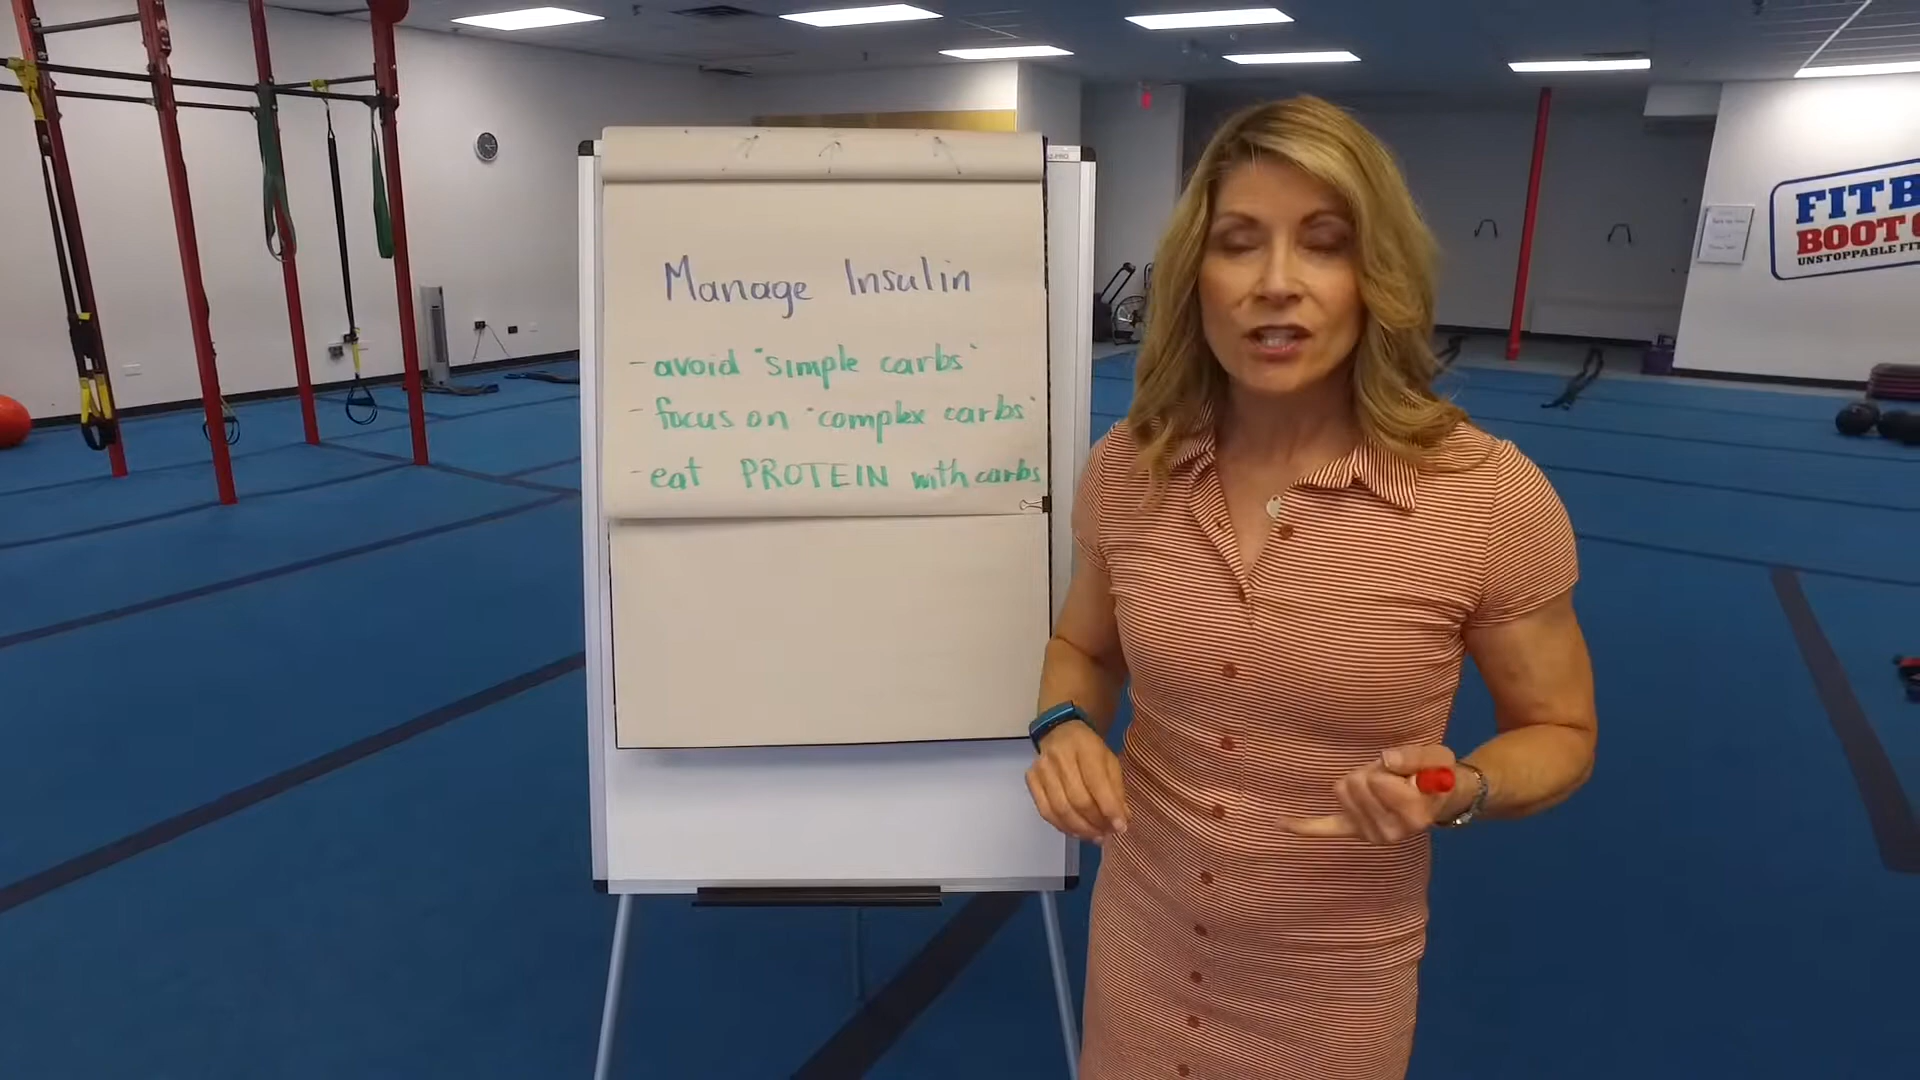 Manage Insulin
- avoid "simple carbs"
- focus on "complex carbs"
- eat PROTEIN with carbs
FIT B
BOOT C
UNSTOPPABLE FIT